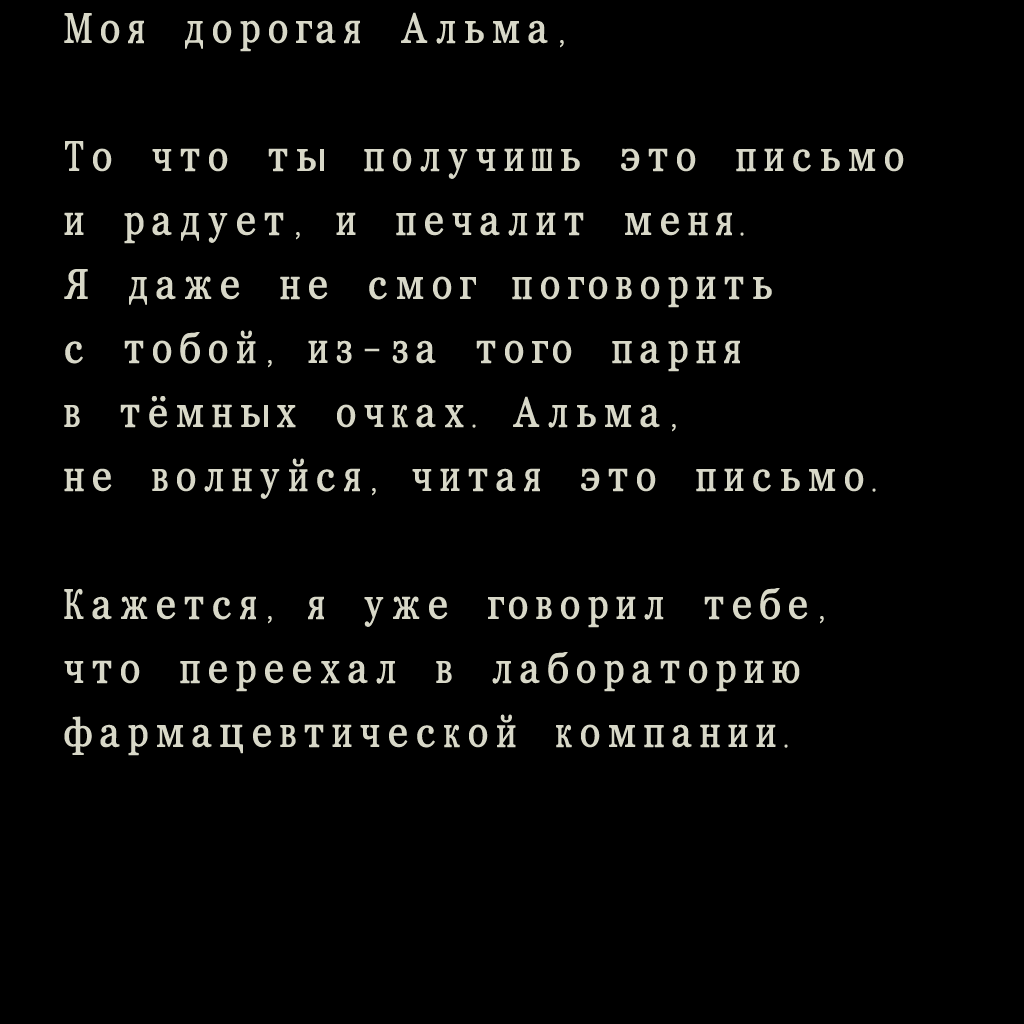 Моя дорогая Альма,
То что ты получишь это письмо
и радует, и печалит меня.
Я даже не смог поговорить
с тобой, из-за того парня
в тёмных очках. Альма,
не волнуйся, читая это письмо.
Кажется, я уже говорил тебе,
что переехал в лабораторию
фармацевтической компании.